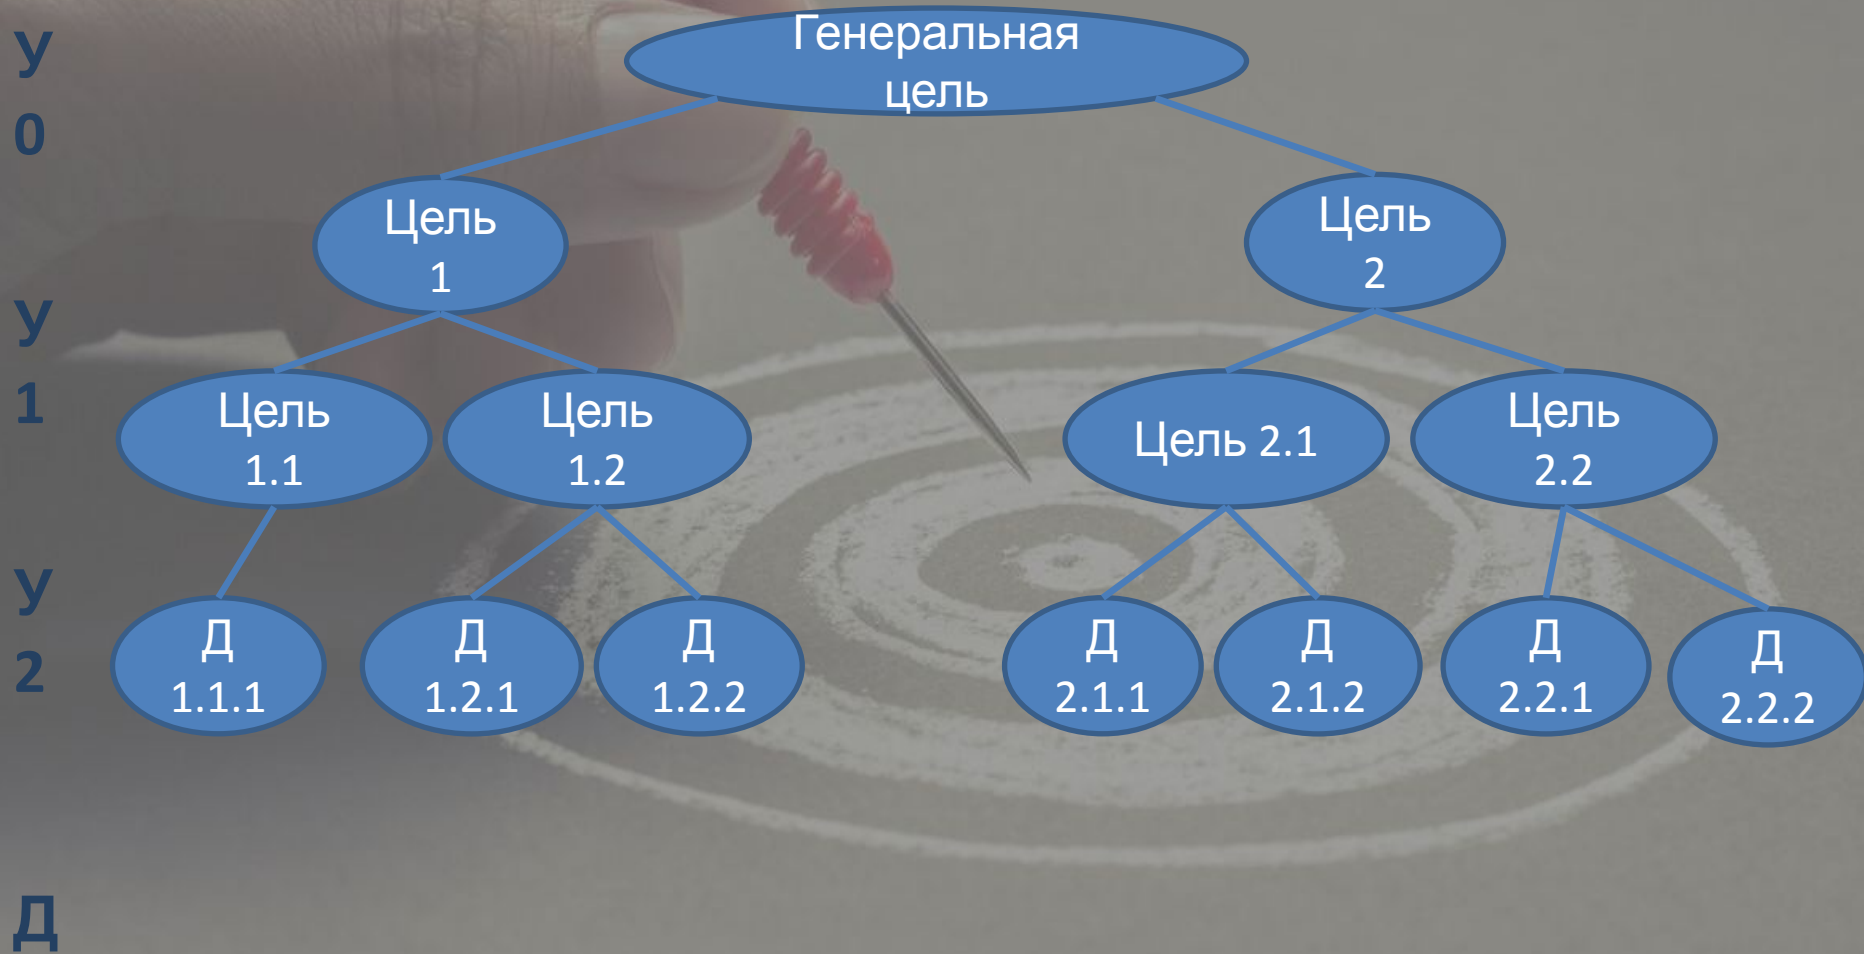 У
0
Генеральная
цель
Цель
1
Цель
2
У
1
Цель
1.1
Цель
1.2
Цель 2.1
Цель
2.2
У
2
Д
1.1.1
Д
1.2.1
Д
1.2.2
Д
2.1.1
Д
2.1.2
Д
2.2.1
Д
2.2.2
Д